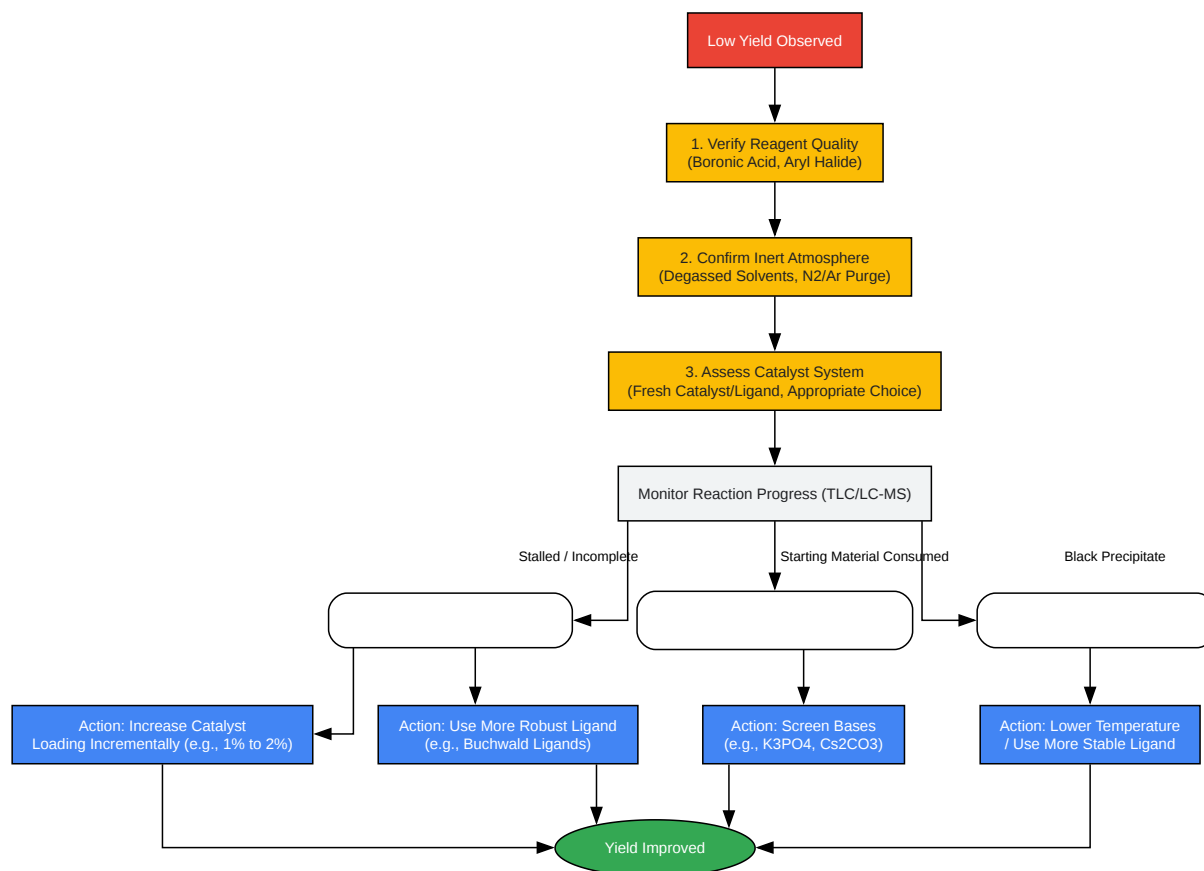 Low Yield Observed
1. Verify Reagent Quality
(Boronic Acid, Aryl Halide)
2. Confirm Inert Atmosphere
(Degassed Solvents, N2/Ar Purge)
3. Assess Catalyst System
(Fresh Catalyst/Ligand, Appropriate Choice)
Monitor Reaction Progress (TLC/LC-MS)
Stalled / Incomplete
Starting Material Consumed
Black Precipitate
Action: Increase Catalyst
Loading Incrementally (e.g., 1% to 2%)
Action: Use More Robust Ligand
(e.g., Buchwald Ligands)
Action: Screen Bases
(e.g., K3PO4, Cs2CO3)
Action: Lower Temperature
/ Use More Stable Ligand
Yield Improved